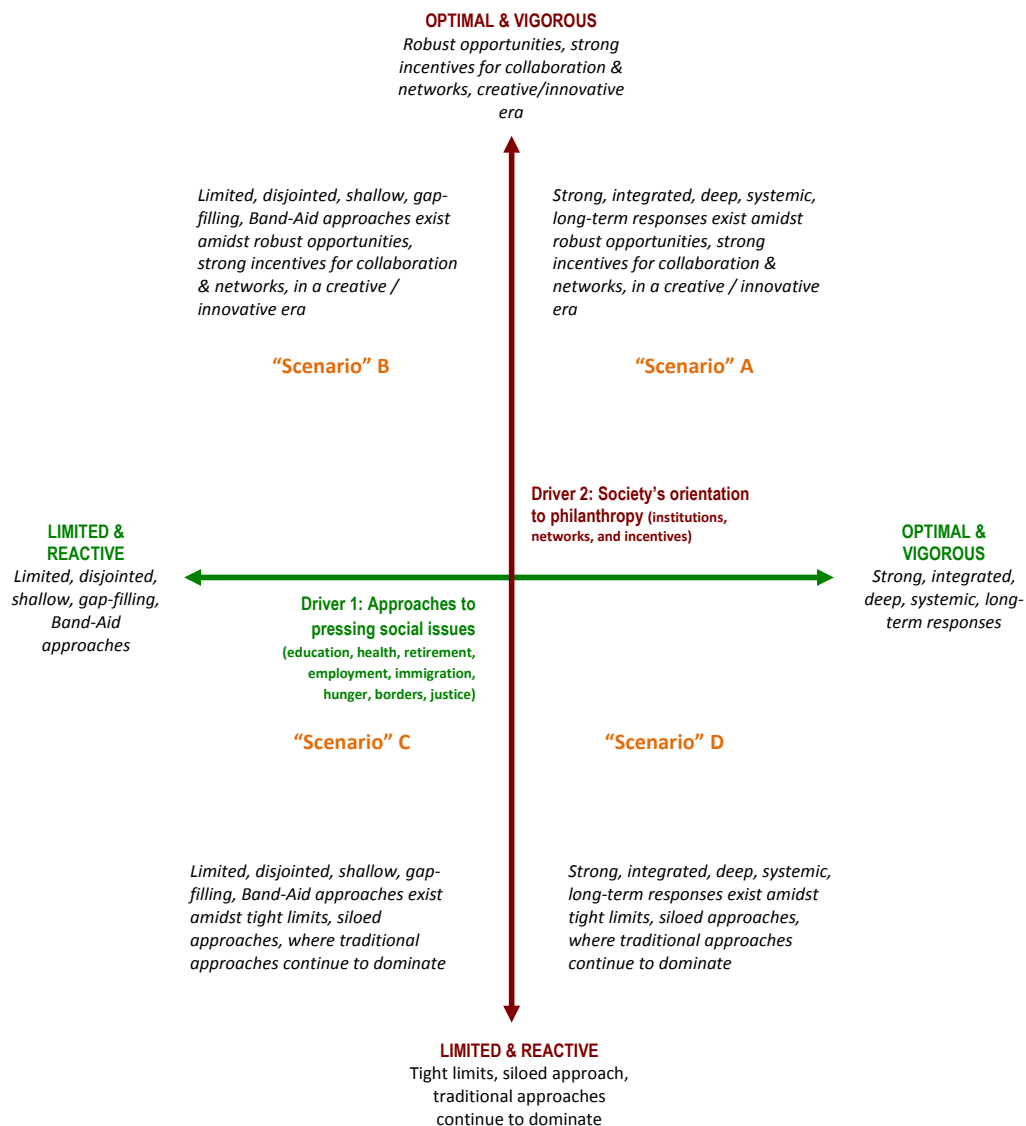 OPTIMAL & VIGOROUS
Robust opportunities, strong
incentives for collaboration &
networks, creative/innovative
era
Limited, disjointed, shallow, gap-
filling, Band-Aid approaches exist
amidst robust opportunities,
strong incentives for collaboration
& networks, in a creative /
innovative era
“Scenario” B
Strong, integrated, deep, systemic,
long-term responses exist amidst
robust opportunities, strong
incentives for collaboration &
networks, in a creative / innovative
era
“Scenario” A
Driver 2: Society’s orientation
to philanthropy (institutions,
networks, and incentives)
LIMITED &
REACTIVE
Limited, disjointed,
shallow, gap-filling,
Band-Aid
approaches
OPTIMAL &
VIGOROUS
Strong, integrated,
deep, systemic, long-
term responses
Driver 1: Approaches to
pressing social issues
(education, health, retirement,
employment, immigration,
hunger, borders, justice)
“Scenario” C
“Scenario” D
Limited, disjointed, shallow, gap-
filling, Band-Aid approaches exist
amidst tight limits, siloed
approaches, where traditional
approaches continue to dominate
Strong, integrated, deep, systemic,
long-term responses exist amidst
tight limits, siloed approaches,
where traditional approaches
continue to dominate
LIMITED & REACTIVE
Tight limits, siloed approach,
traditional approaches
continue to dominate